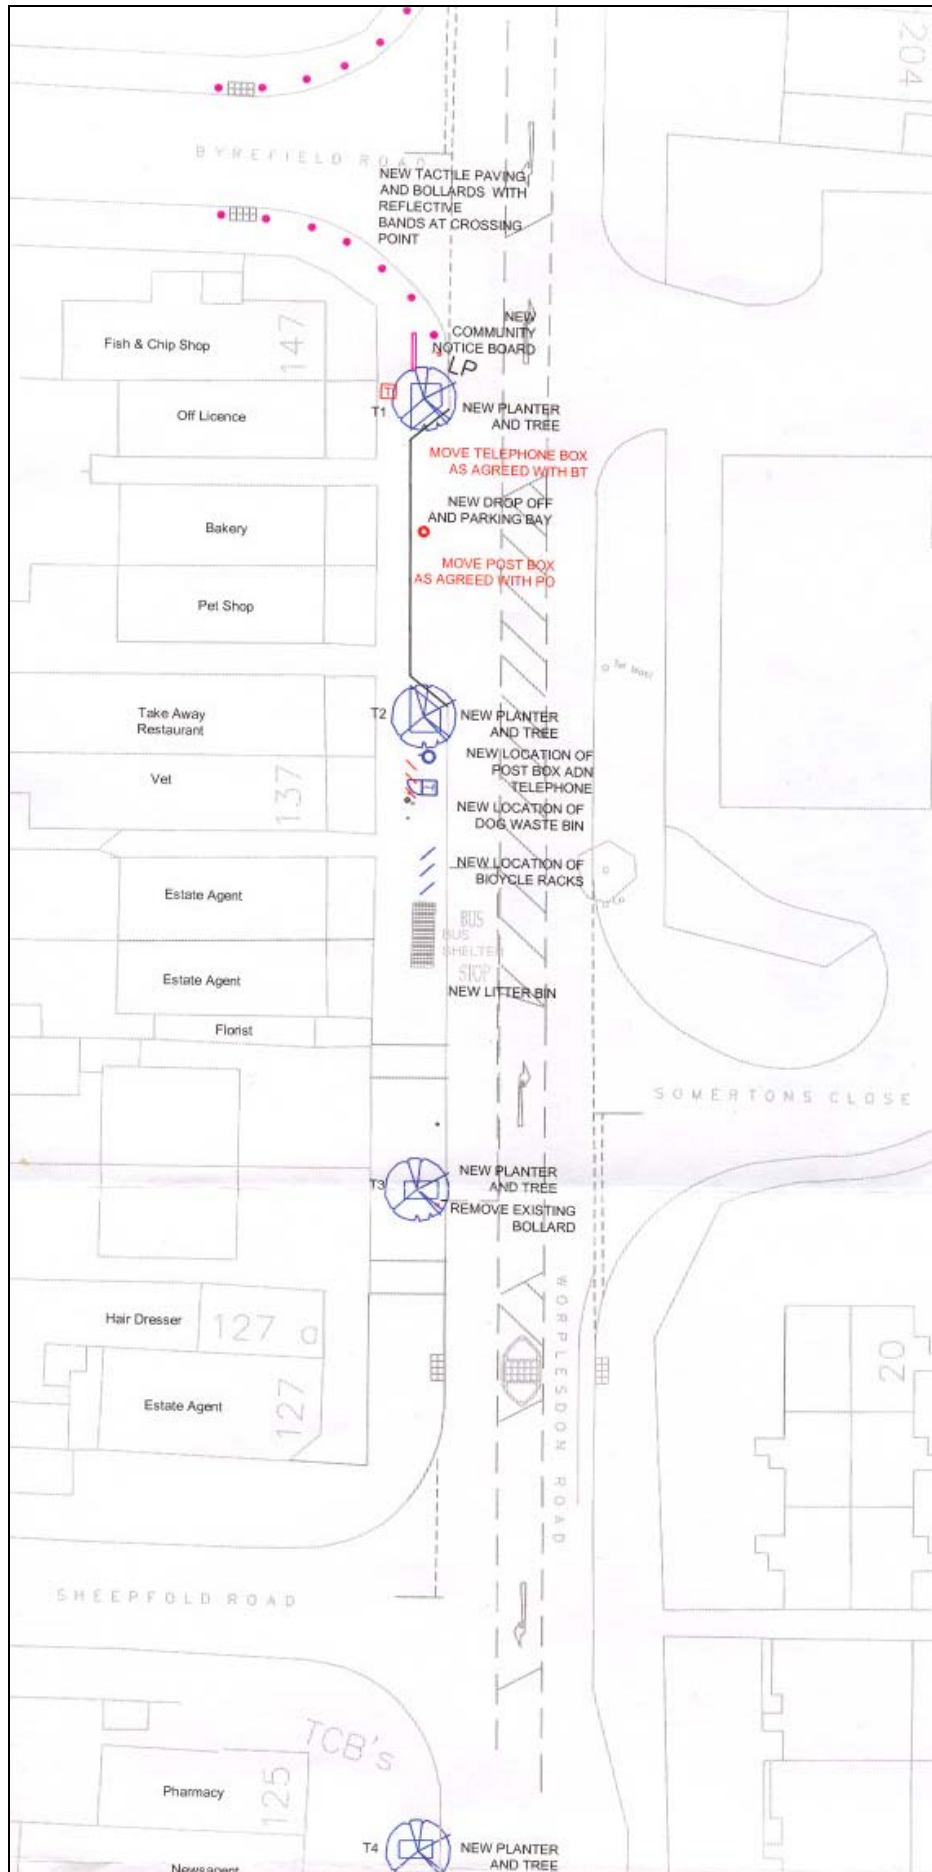 204
BYREFIELD ROAD
NEW TACTILE PAVING
AND BOLLARDS WITH
REFLECTIVE
BANDS AT CROSSING
POINT
147
Fish & Chip Shop
NEW
COMMUNITY
NOTICE BOARD
LP
T
T1
Off Licence
NEW PLANTER
AND TREE
MOVE TELEPHONE BOX
AS AGREED WITH BT
NEW DROP OFF
AND PARKING BAY
Bakery
MOVE POST BOX
AS AGREED WITH PO
Pet Shop
T2
Take Away
Restaurant
NEW PLANTER
AND TREE
Vet
137
NEW LOCATION OF
POST BOX ADN
TELEPHONE
NEW LOCATION OF
DOG WASTE BIN
NEW LOCATION OF
BICYCLE RACKS
Estate Agent
BUS
BUS
SHELTER
STOP
Estate Agent
NEW LITTER BIN
Florist
SOMERTONS CLOSE
T3
NEW PLANTER
AND TREE
REMOVE EXISTING
BOLLARD
WORPLESDON ROAD
Hair Dresser
127 a
20
Estate Agent
127
SHEEPFOLD ROAD
TCB's
Pharmacy
125
T4
NEW PLANTER
AND TREE
Newsagent